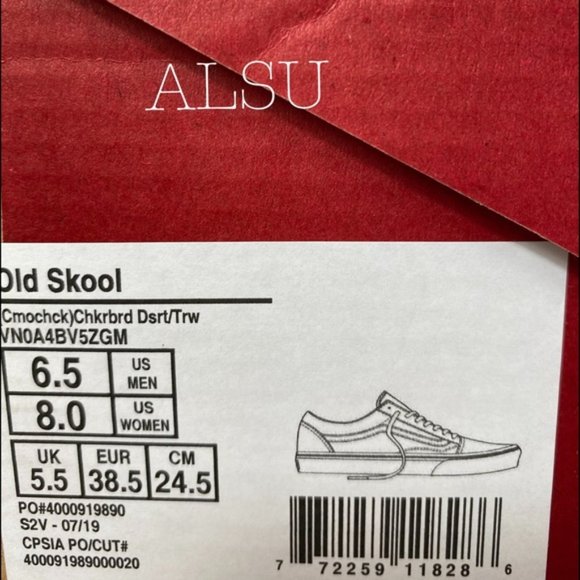 ALSU
Old Skool
(Cmochck)Chkrbrd Dsrt/Trw
VN0A4BV5ZGM
6.5 US MEN
8.0 US WOMEN
UK EUR CM
5.5 38.5 24.5
PO#4000919890
S2V - 07/19
CPSIA PO/CUT#
400091989000020
7 72259 11828 6